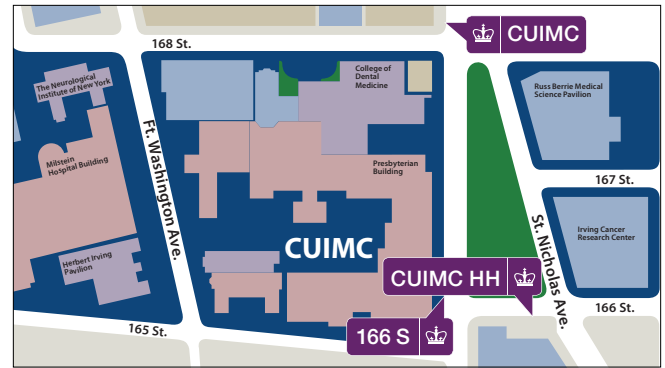 168 St.
CUIMC
The Neurological
Institute of New York
College of
Dental
Medicine
Russ Berrie Medical
Science Pavilion
Ft. Washington Ave.
Milstein
Hospital Building
Presbyterian
Building
167 St.
CUIMC
St. Nicholas Ave.
Irving Cancer
Research Center
Herbert Irving
Pavilion
CUIMC HH
166 St.
165 St.
166 S